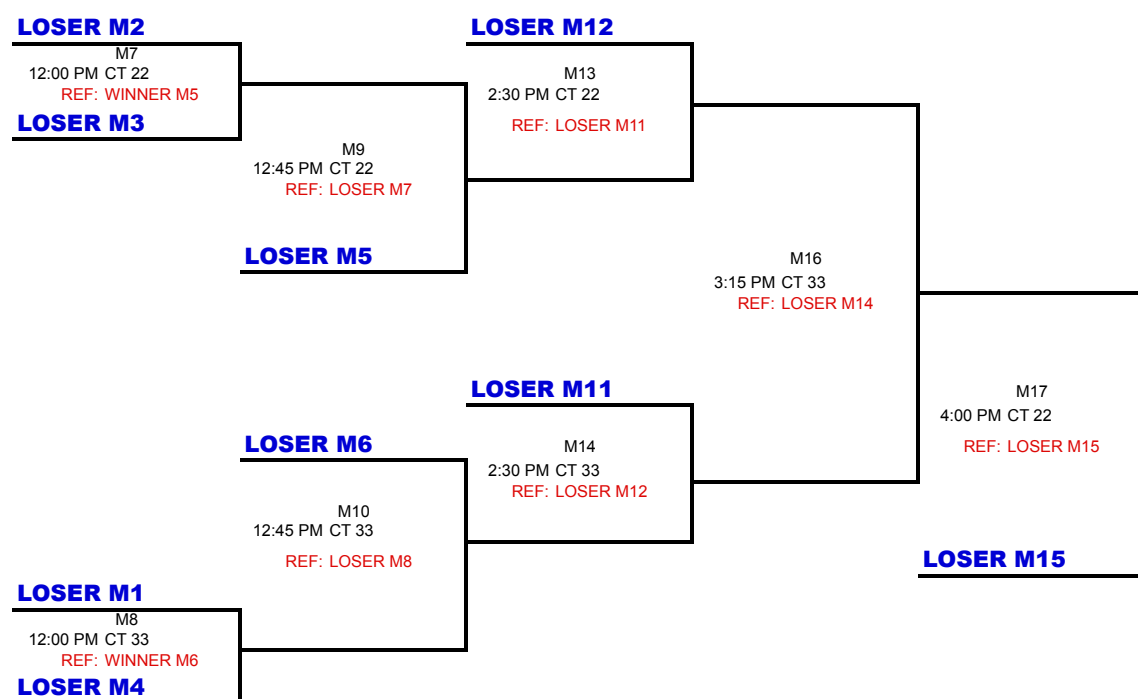 LOSER M2
M7
12:00 PM CT 22
REF: WINNER M5
LOSER M3
M9
12:45 PM CT 22
REF: LOSER M7
LOSER M5
LOSER M12
M13
2:30 PM CT 22
REF: LOSER M11
M16
3:15 PM CT 33
REF: LOSER M14
LOSER M11
M14
2:30 PM CT 33
REF: LOSER M12
LOSER M6
M10
12:45 PM CT 33
REF: LOSER M8
LOSER M1
M8
12:00 PM CT 33
REF: WINNER M6
LOSER M4
M17
4:00 PM CT 22
REF: LOSER M15
LOSER M15